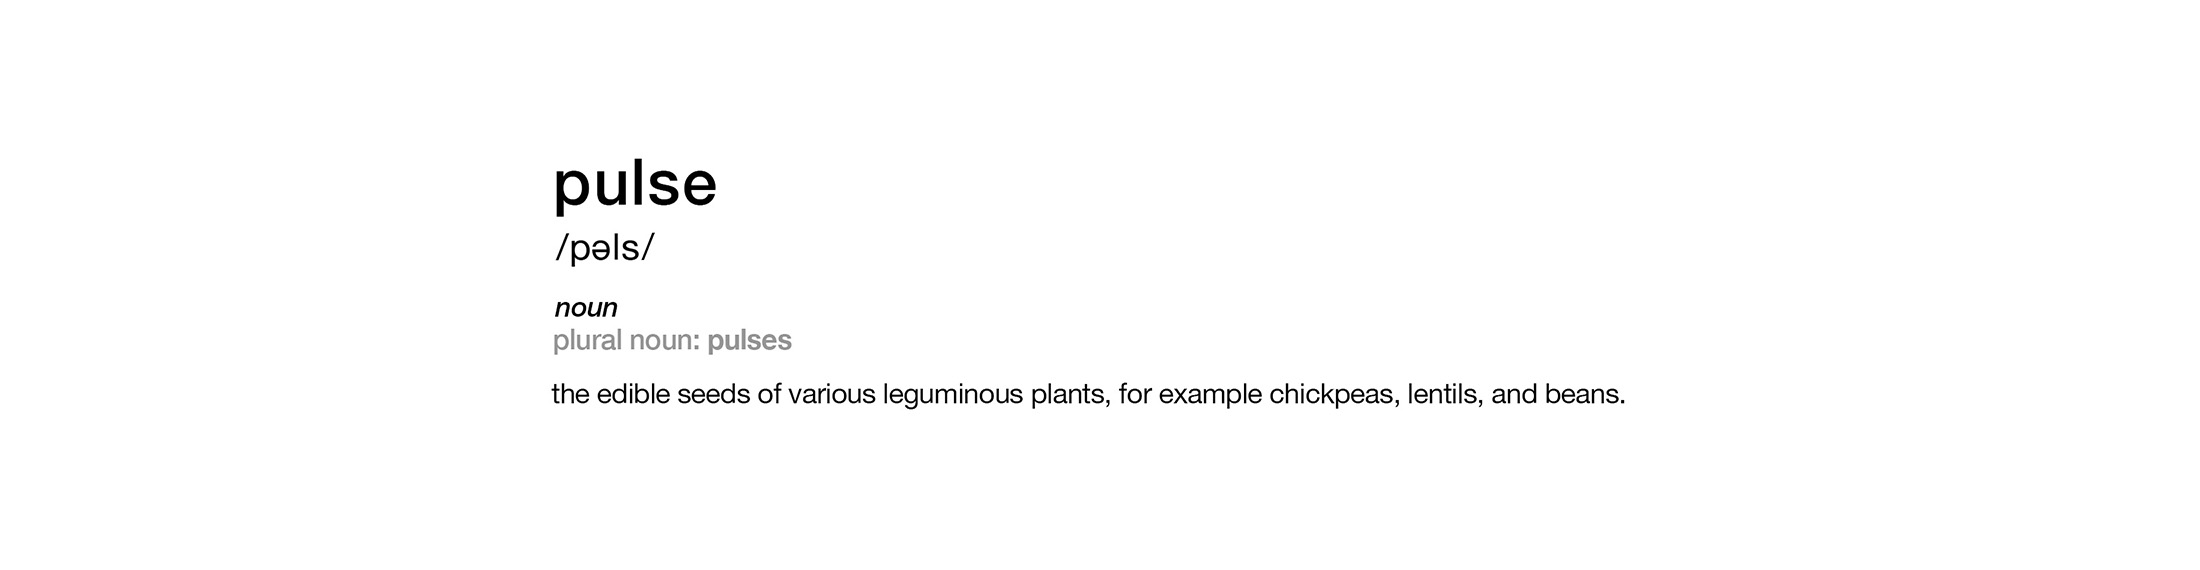 pulse
/pəls/
noun
plural noun: pulses
the edible seeds of various leguminous plants, for example chickpeas, lentils, and beans.